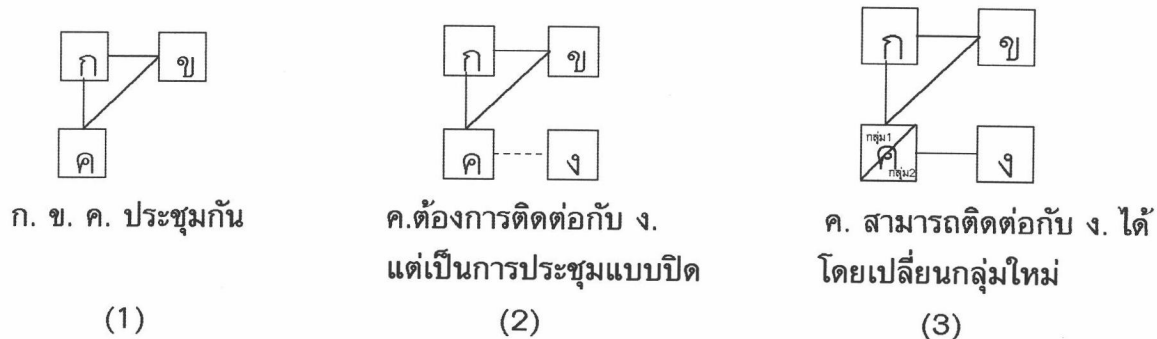 ก ข
ค
ก. ข. ค. ประชุมกัน
(1)
ก ข
ค ง
ค.ต้องการติดต่อกับ ง.
แต่เป็นการประชุมแบบปิด
(2)
ก ข
กลุ่ม1
ค ง
กลุ่ม2
ค. สามารถติดต่อกับ ง. ได้
โดยเปลี่ยนกลุ่มใหม่
(3)